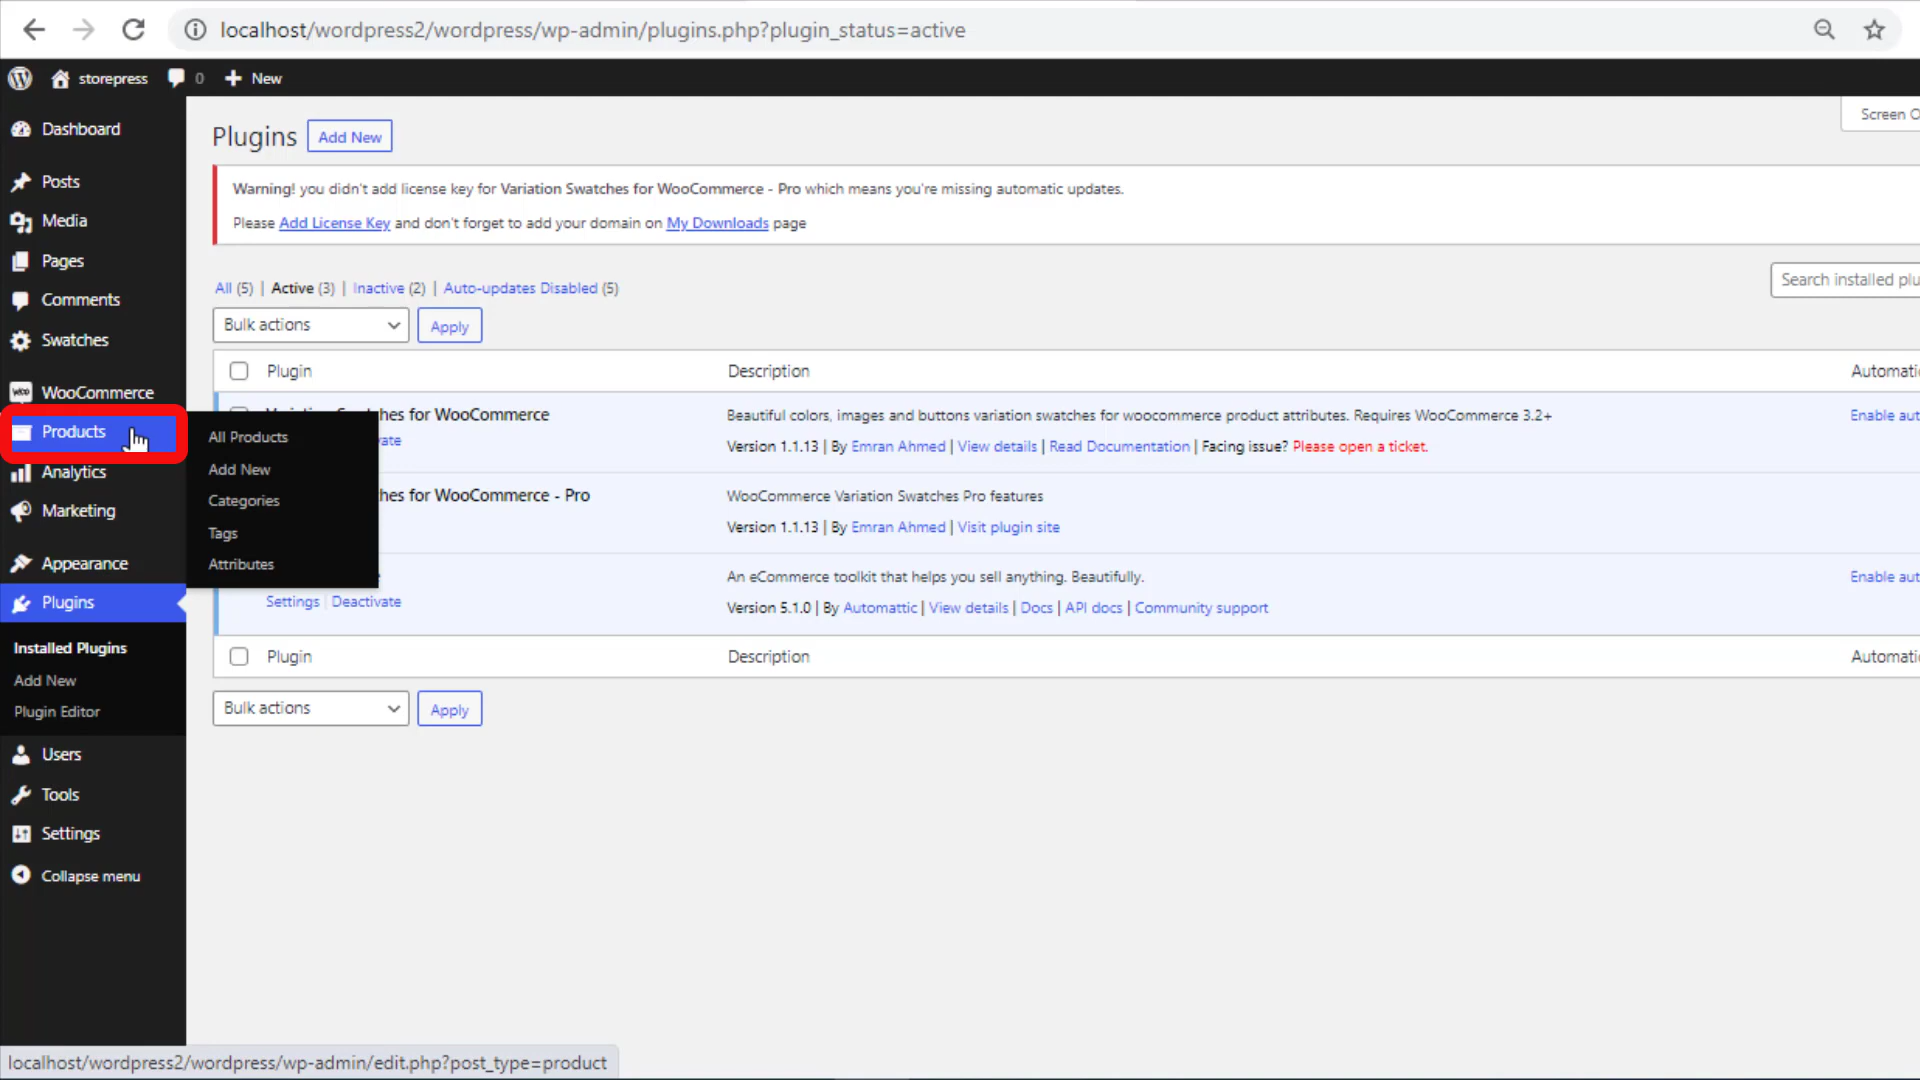 localhost/wordpress2/wordpress/wp-admin/plugins.php?plugin_status=active
storepress 0 New
Dashboard
Posts
Media
Pages
Comments
Swatches
WooCommerce
Products
Analytics
Marketing
Appearance
Plugins
Installed Plugins
Add New
Plugin Editor
Users
Tools
Settings
Collapse menu
All Products
Add New
Categories
Tags
Attributes
Plugins Add New
Screen O
Warning! you didn't add license key for Variation Swatches for WooCommerce - Pro which means you're missing automatic updates.
Please Add License Key and don't forget to add your domain on My Downloads page
All (5) | Active (3) | Inactive (2) | Auto-updates Disabled (5)
Search installed plu
Bulk actions Apply
Plugin Description Automati
hes for WooCommerce
ate
Beautiful colors, images and buttons variation swatches for woocommerce product attributes. Requires WooCommerce 3.2+
Enable aut
Version 1.1.13 | By Emran Ahmed | View details | Read Documentation | Facing issue? Please open a ticket.
hes for WooCommerce - Pro
WooCommerce Variation Swatches Pro features
Version 1.1.13 | By Emran Ahmed | Visit plugin site
An eCommerce toolkit that helps you sell anything. Beautifully.
Enable aut
Settings | Deactivate
Version 5.1.0 | By Automattic | View details | Docs | API docs | Community support
Plugin Description Automati
Bulk actions Apply
localhost/wordpress2/wordpress/wp-admin/edit.php?post_type=product